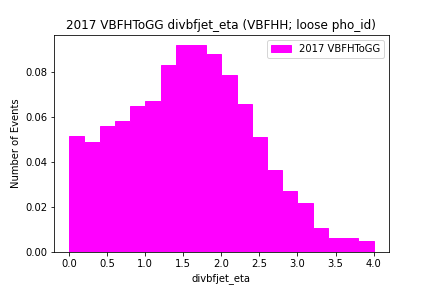 2017 VBFHToGG divbfjet_eta (VBFHH; loose pho_id)
2017 VBFHToGG
Number of Events
0.08
0.06
0.04
0.02
0.00
0.0 0.5 1.0 1.5 2.0 2.5 3.0 3.5 4.0
divbfjet_eta